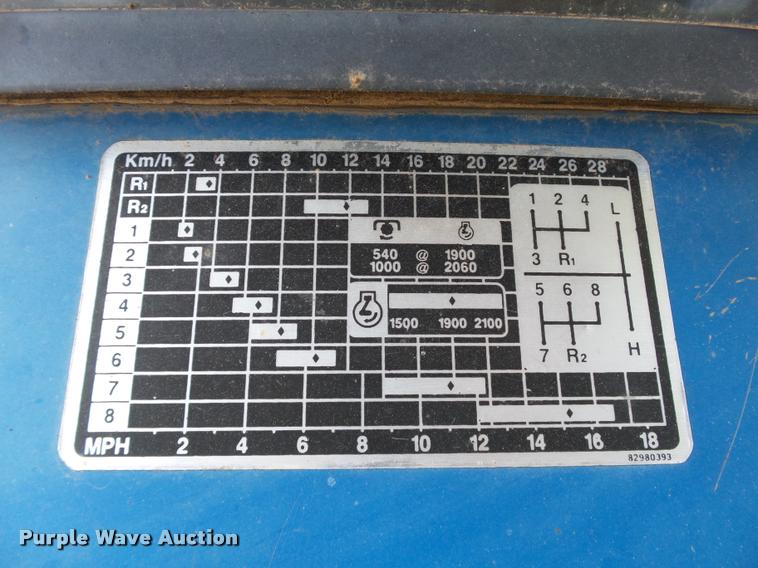 Km/h 2 4 6 8 10 12 14 16 18 20 22 24 26 28
R1
R2
1
2
3
4
5
6
7
8
MPH 2 4 6 8 10 12 14 16 18
540 @ 1900
1000 @ 2060
1500 1900 2100
1 2 4 L
3 R1
5 6 8
7 R2 H
82980393
Purple Wave Auction